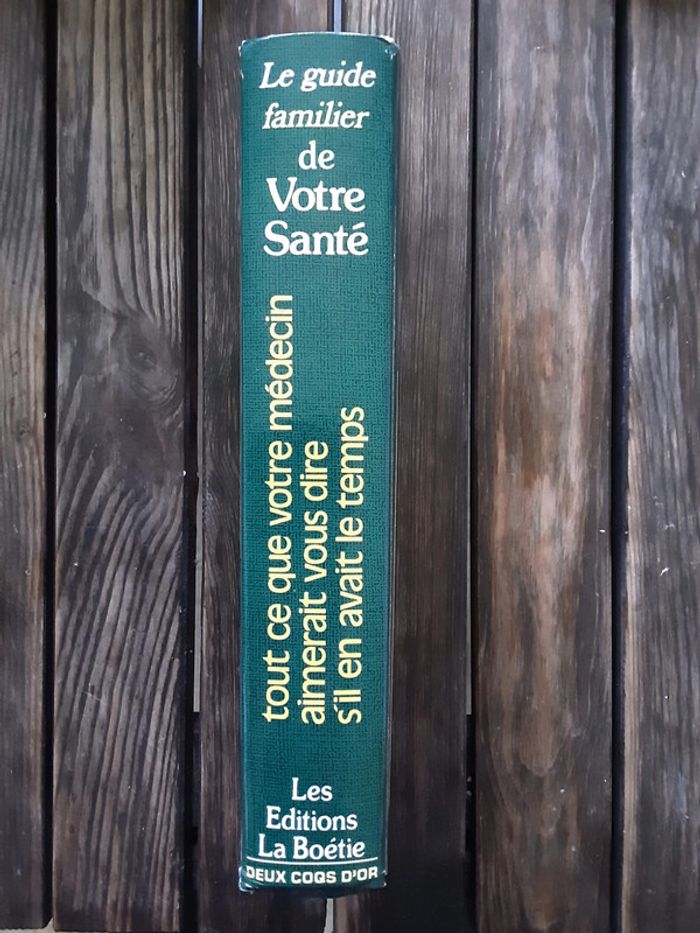 Le guide
familier
de
Votre
Santé
tout ce que votre médecin
aimerait vous dire
s'il en avait le temps
Les
Editions
La Boétie
DEUX COQS D'OR